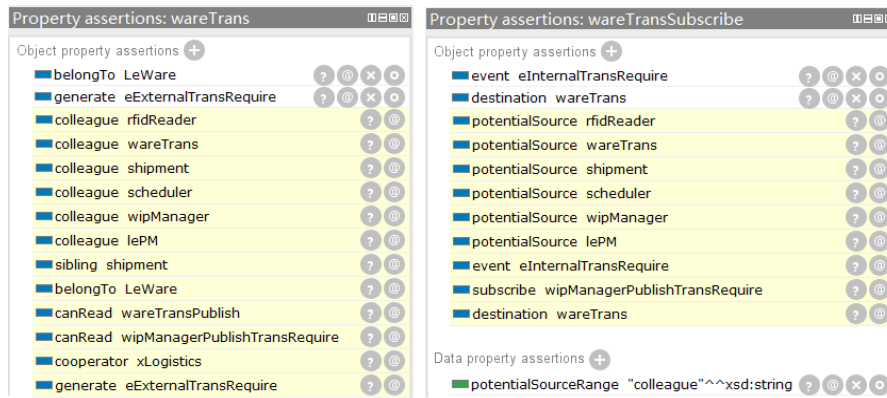 Property assertions: wareTrans
Object property assertions
belongTo LeWare
generate eExternalTransRequire
colleague rfidReader
colleague wareTrans
colleague shipment
colleague scheduler
colleague wipManager
colleague lePM
sibling shipment
belongTo LeWare
canRead wareTransPublish
canRead wipManagerPublishTransRequire
cooperator xLogistics
generate eExternalTransRequire
Property assertions: wareTransSubscribe
Object property assertions
event eInternalTransRequire
destination wareTrans
potentialSource rfidReader
potentialSource wareTrans
potentialSource shipment
potentialSource scheduler
potentialSource wipManager
potentialSource lePM
event eInternalTransRequire
subscribe wipManagerPublishTransRequire
destination wareTrans
Data property assertions
potentialSourceRange "colleague"^^xsd:string